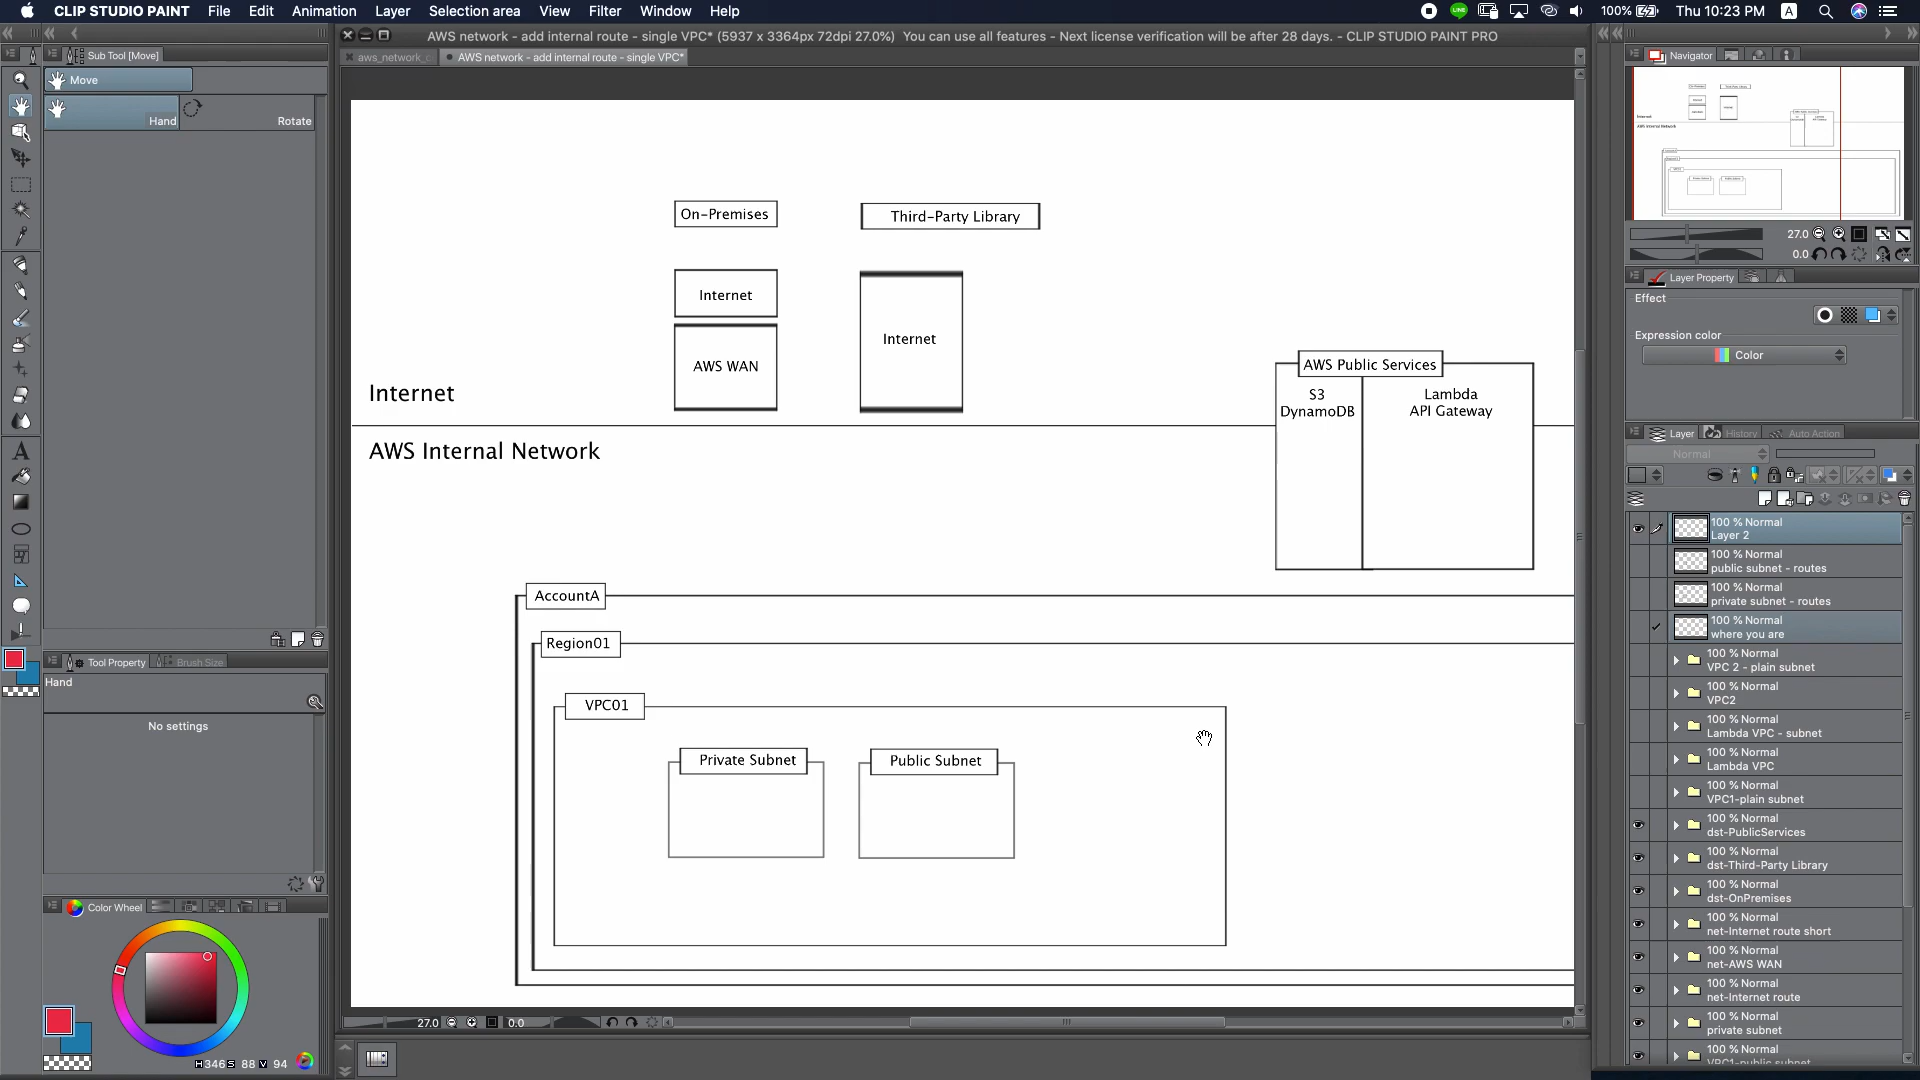 CLIP STUDIO PAINT File Edit Animation Layer Selection area View Filter Window Help
LINE 100% Thu 10:23 PM A
AWS network - add internal route - single VPC* (5937 x 3364px 72dpi 27.0%) You can use all features - Next license verification will be after 28 days. - CLIP STUDIO PAINT PRO
Sub Tool [Move]
aws_network_c
AWS network - add internal route - single VPC*
Navigator
Move
Hand
Rotate
On-Premises
Third-Party Library
Internet
AWS WAN
Internet
Internet
AWS Internal Network
AWS Public Services
S3
DynamoDB
Lambda
API Gateway
AccountA
Region01
VPC01
Private Subnet
Public Subnet
27.0 0.0
Tool Property
Brush Size
Hand
No settings
Color Wheel
H346 S 88 V 94
27.0
0.0
Layer Property
Effect
Expression color
Color
Layer History Auto Action
Normal
100 % Normal
Layer 2
100 % Normal
public subnet - routes
100 % Normal
private subnet - routes
100 % Normal
where you are
100 % Normal
VPC 2 - plain subnet
100 % Normal
VPC2
100 % Normal
Lambda VPC - subnet
100 % Normal
Lambda VPC
100 % Normal
VPC1-plain subnet
100 % Normal
dst-PublicServices
100 % Normal
dst-Third-Party Library
100 % Normal
dst-OnPremises
100 % Normal
net-Internet route short
100 % Normal
net-AWS WAN
100 % Normal
net-Internet route
100 % Normal
private subnet
100 % Normal
VPC1-public subnet